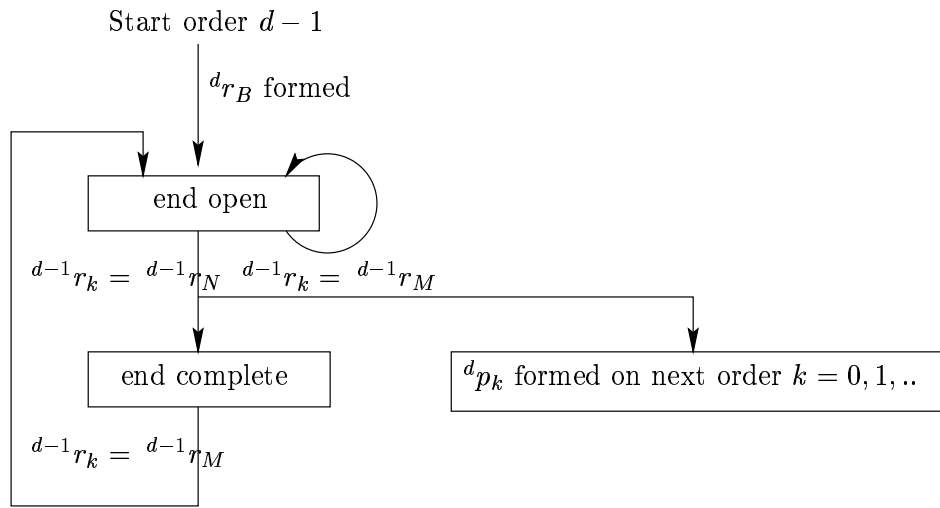 Start order $d-1$
${}^{d}r_B$ formed
end open
${}^{d-1}r_k = {}^{d-1}r_N$ ${}^{d-1}r_k = {}^{d-1}r_M$
end complete
${}^{d}p_k$ formed on next order $k = 0, 1, ..$
${}^{d-1}r_k = {}^{d-1}r_M$